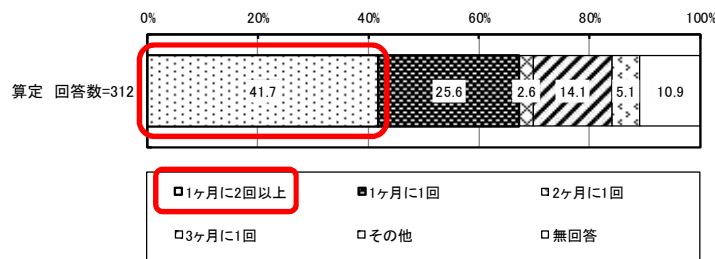 0% 20% 40% 60% 80% 100%
算定 回答数=312 41.7 25.6 2.6 14.1 5.1 10.9
1ヶ月に2回以上 1ヶ月に1回 2ヶ月に1回
3ヶ月に1回 その他 無回答